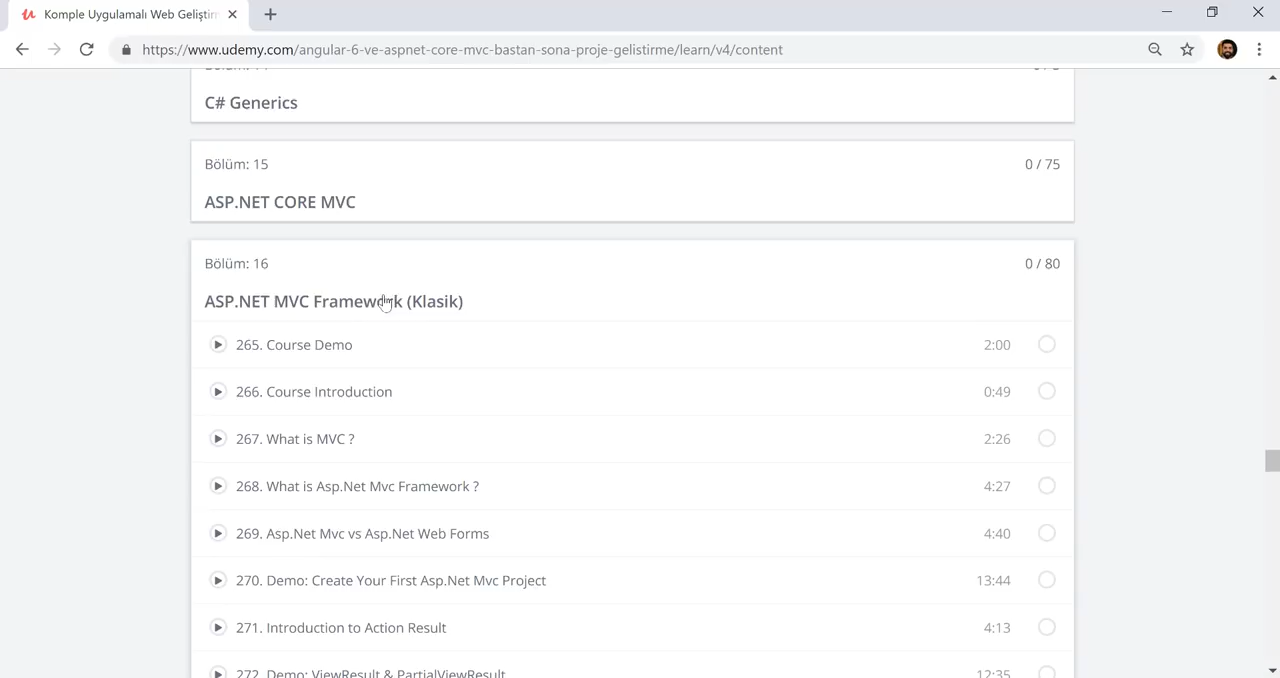 Komple Uygulamalı Web Geliştirm
https://www.udemy.com/angular-6-ve-aspnet-core-mvc-bastan-sona-proje-gelistirme/learn/v4/content
C# Generics
Bölüm: 15 0 / 75
ASP.NET CORE MVC
Bölüm: 16 0 / 80
ASP.NET MVC Framework (Klasik)
265. Course Demo 2:00
266. Course Introduction 0:49
267. What is MVC ? 2:26
268. What is Asp.Net Mvc Framework ? 4:27
269. Asp.Net Mvc vs Asp.Net Web Forms 4:40
270. Demo: Create Your First Asp.Net Mvc Project 13:44
271. Introduction to Action Result 4:13
272. Demo: ViewResult & PartialViewResult 12:35